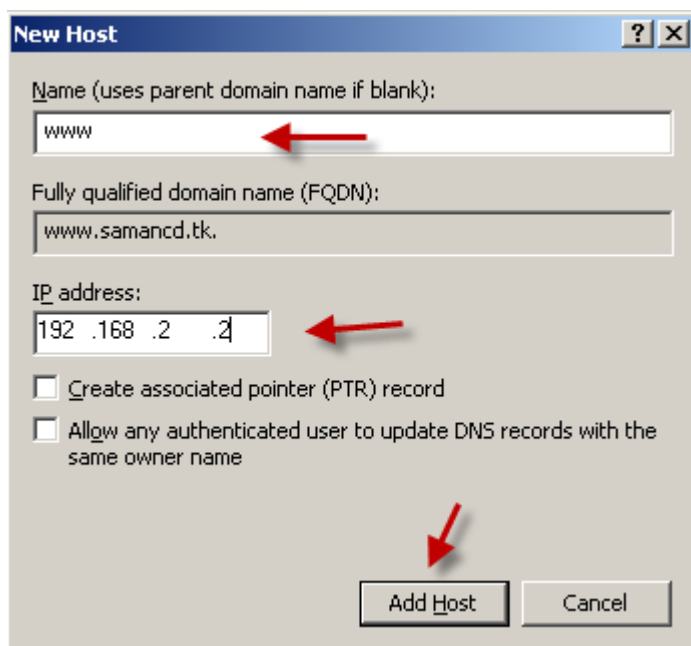 New Host
Name (uses parent domain name if blank):
www
Fully qualified domain name (FQDN):
www.samancd.tk.
IP address:
192 .168 .2 .2
Create associated pointer (PTR) record
Allow any authenticated user to update DNS records with the
same owner name
Add Host
Cancel